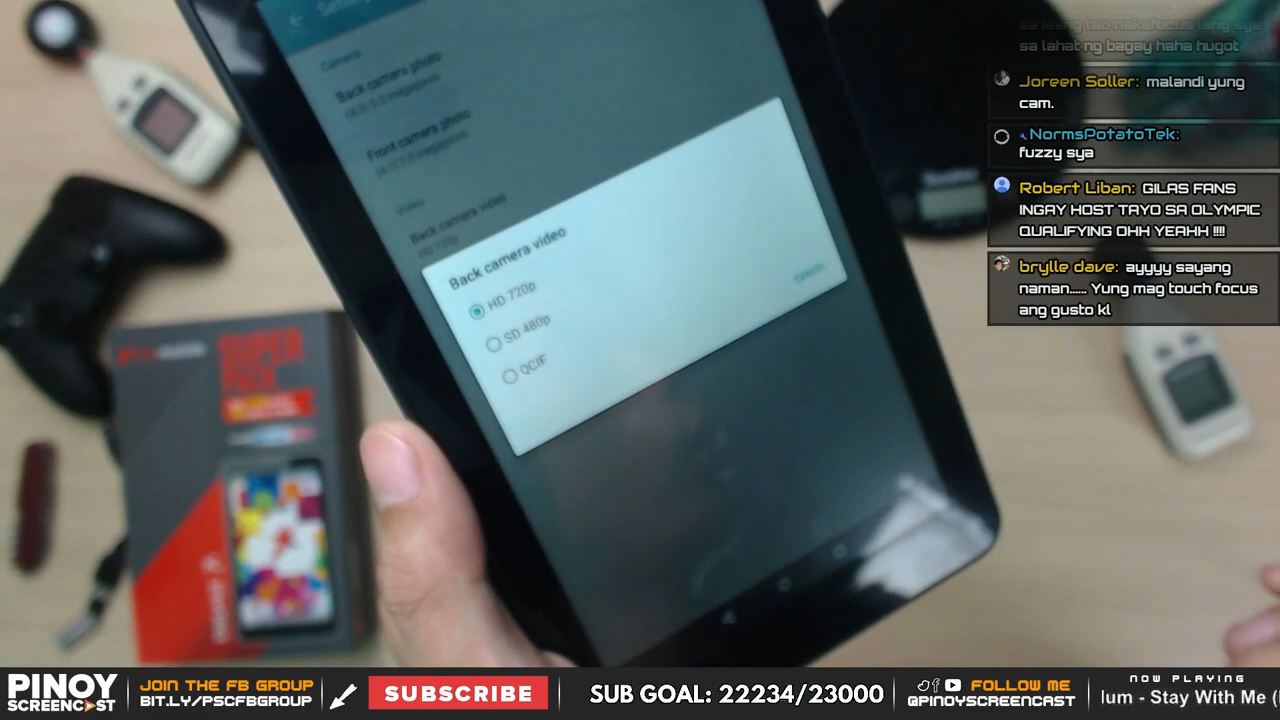 Camera
Back camera photo
Front camera photo
Video
Back camera video
HD 720p
Back camera video
HD 720p
SD 480p
QCIF
CANCEL
SUPER
sa lahat ng bagay haha hugot
Joreen Soller: malandi yung
cam.
NormsPotatoTek:
fuzzy sya
Robert Liban: GILAS FANS
INGAY HOST TAYO SA OLYMPIC
QUALIFYING OHH YEAHH !!!!
brylle dave: ayyyy sayang
naman..... Yung mag touch focus
ang gusto kl
PINOY
SCREENCAST
JOIN THE FB GROUP
BIT.LY/PSCFBGROUP
SUBSCRIBE
SUB GOAL: 22234/23000
FOLLOW ME
@PINOYSCREENCAST
NOW PLAYING
lum - Stay With Me (